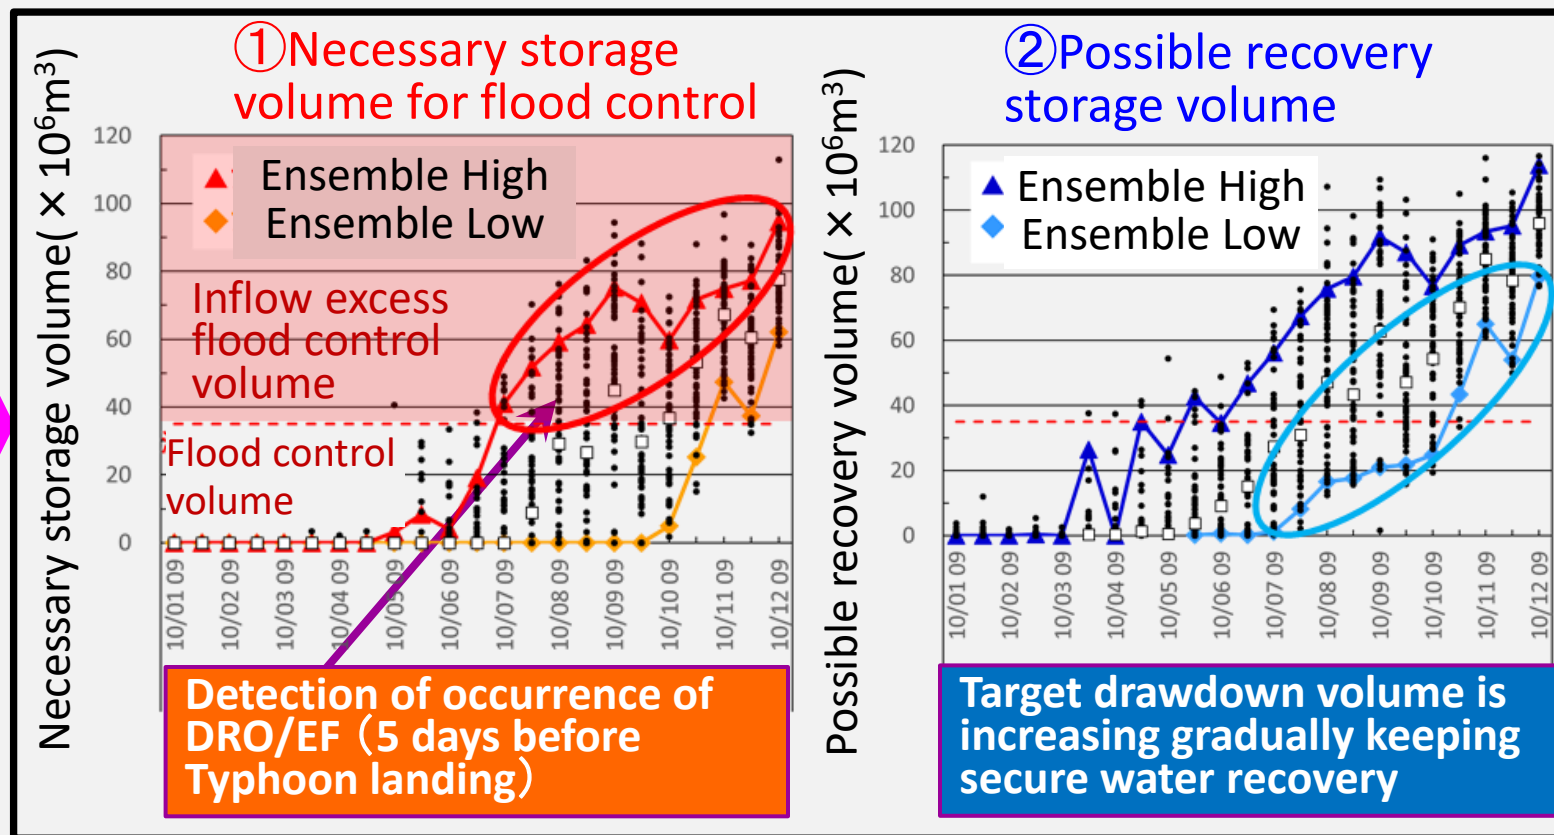 ①Necessary storage
volume for flood control
Necessary storage volume( × 10⁶m³)
120
100
80
60
40
20
0
Ensemble High
Ensemble Low
Inflow excess
flood control
volume
Flood control
volume
10/01 09
10/02 09
10/03 09
10/04 09
10/05 09
10/06 09
10/07 09
10/08 09
10/09 09
10/10 09
10/11 09
10/12 09
Detection of occurrence of
DRO/EF（5 days before
Typhoon landing）
②Possible recovery
storage volume
Possible recovery volume( × 10⁶m³)
120
100
80
60
40
20
0
Ensemble High
Ensemble Low
10/01 09
10/02 09
10/03 09
10/04 09
10/05 09
10/06 09
10/07 09
10/08 09
10/09 09
10/10 09
10/11 09
10/12 09
Target drawdown volume is
increasing gradually keeping
secure water recovery